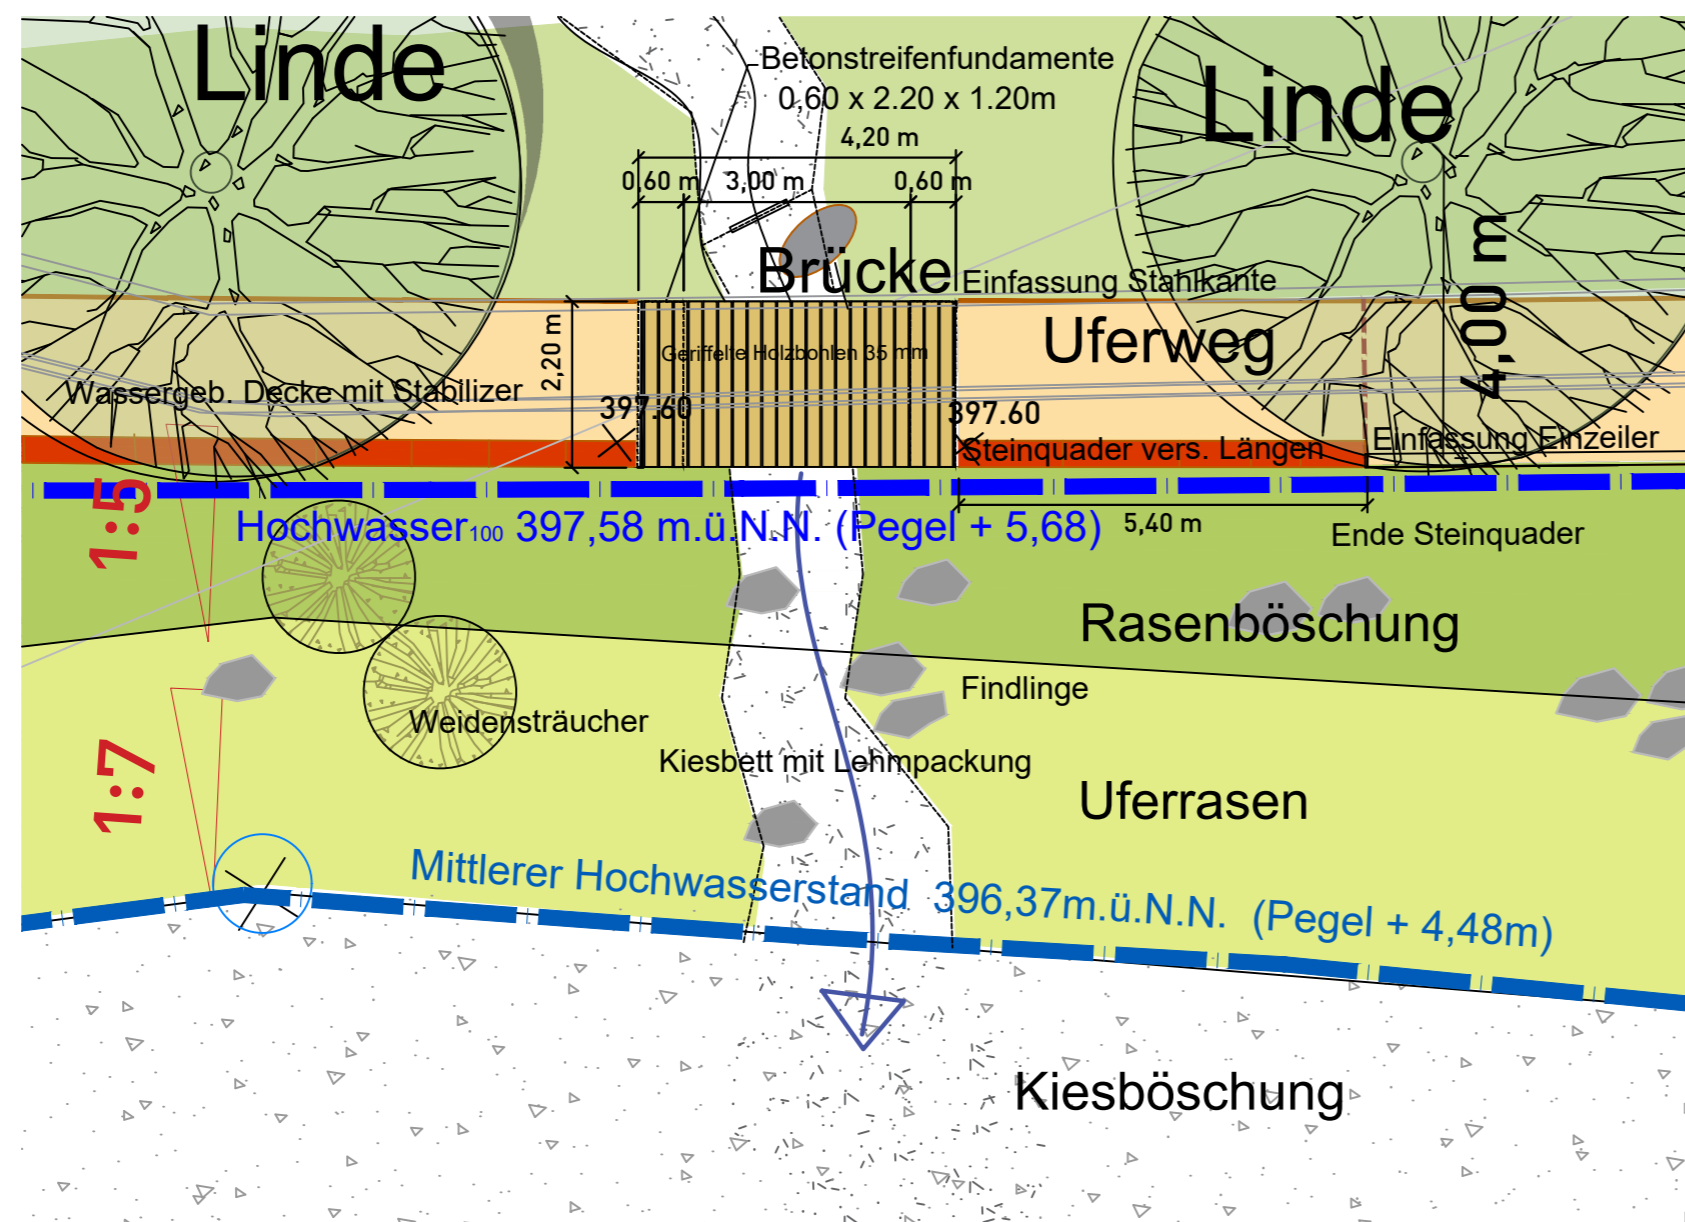 Linde
Betonstreifenfundamente
0,60 x 2.20 x 1.20m
Linde
4,20 m
0,60 m 3,00 m 0,60 m
Brücke
Einfassung Stahlkante
4,00 m
Uferweg
2,20 m
Geriffelte Holzbohlen 35 mm
Wassergeb. Decke mit Stabilizer
397.60
397.60
Steinquader vers. Längen
Einfassung Einzeiler
1:5
Hochwasser100 397,58 m.ü.N.N. (Pegel + 5,68)
5,40 m
Ende Steinquader
Rasenböschung
Findlinge
Weidensträucher
Kiesbett mit Lehmpackung
1:7
Uferrasen
Mittlerer Hochwasserstand 396,37m.ü.N.N. (Pegel + 4,48m)
Kiesböschung